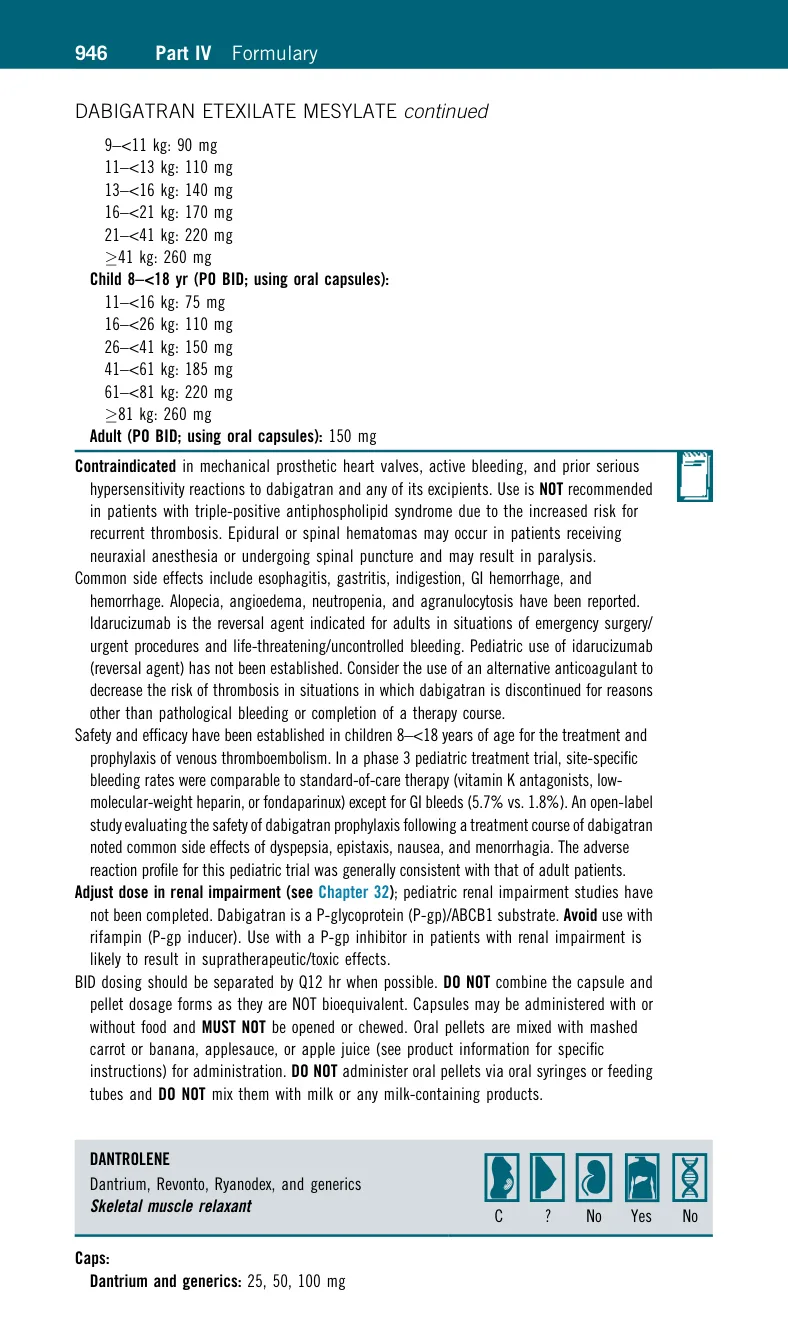 946 Part IV Formulary
DABIGATRAN ETEXILATE MESYLATE continued
9–<11 kg: 90 mg
11–<13 kg: 110 mg
13–<16 kg: 140 mg
16–<21 kg: 170 mg
21–<41 kg: 220 mg
≥41 kg: 260 mg
Child 8–<18 yr (PO BID; using oral capsules):
11–<16 kg: 75 mg
16–<26 kg: 110 mg
26–<41 kg: 150 mg
41–<61 kg: 185 mg
61–<81 kg: 220 mg
≥81 kg: 260 mg
Adult (PO BID; using oral capsules): 150 mg
Contraindicated in mechanical prosthetic heart valves, active bleeding, and prior serious
hypersensitivity reactions to dabigatran and any of its excipients. Use is NOT recommended
in patients with triple-positive antiphospholipid syndrome due to the increased risk for
recurrent thrombosis. Epidural or spinal hematomas may occur in patients receiving
neuraxial anesthesia or undergoing spinal puncture and may result in paralysis.
Common side effects include esophagitis, gastritis, indigestion, GI hemorrhage, and
hemorrhage. Alopecia, angioedema, neutropenia, and agranulocytosis have been reported.
Idarucizumab is the reversal agent indicated for adults in situations of emergency surgery/
urgent procedures and life-threatening/uncontrolled bleeding. Pediatric use of idarucizumab
(reversal agent) has not been established. Consider the use of an alternative anticoagulant to
decrease the risk of thrombosis in situations in which dabigatran is discontinued for reasons
other than pathological bleeding or completion of a therapy course.
Safety and efficacy have been established in children 8–<18 years of age for the treatment and
prophylaxis of venous thromboembolism. In a phase 3 pediatric treatment trial, site-specific
bleeding rates were comparable to standard-of-care therapy (vitamin K antagonists, low-
molecular-weight heparin, or fondaparinux) except for GI bleeds (5.7% vs. 1.8%). An open-label
study evaluating the safety of dabigatran prophylaxis following a treatment course of dabigatran
noted common side effects of dyspepsia, epistaxis, nausea, and menorrhagia. The adverse
reaction profile for this pediatric trial was generally consistent with that of adult patients.
Adjust dose in renal impairment (see Chapter 32); pediatric renal impairment studies have
not been completed. Dabigatran is a P-glycoprotein (P-gp)/ABCB1 substrate. Avoid use with
rifampin (P-gp inducer). Use with a P-gp inhibitor in patients with renal impairment is
likely to result in supratherapeutic/toxic effects.
BID dosing should be separated by Q12 hr when possible. DO NOT combine the capsule and
pellet dosage forms as they are NOT bioequivalent. Capsules may be administered with or
without food and MUST NOT be opened or chewed. Oral pellets are mixed with mashed
carrot or banana, applesauce, or apple juice (see product information for specific
instructions) for administration. DO NOT administer oral pellets via oral syringes or feeding
tubes and DO NOT mix them with milk or any milk-containing products.
DANTROLENE
Dantrium, Revonto, Ryanodex, and generics
Skeletal muscle relaxant
C ? No Yes No
Caps:
Dantrium and generics: 25, 50, 100 mg